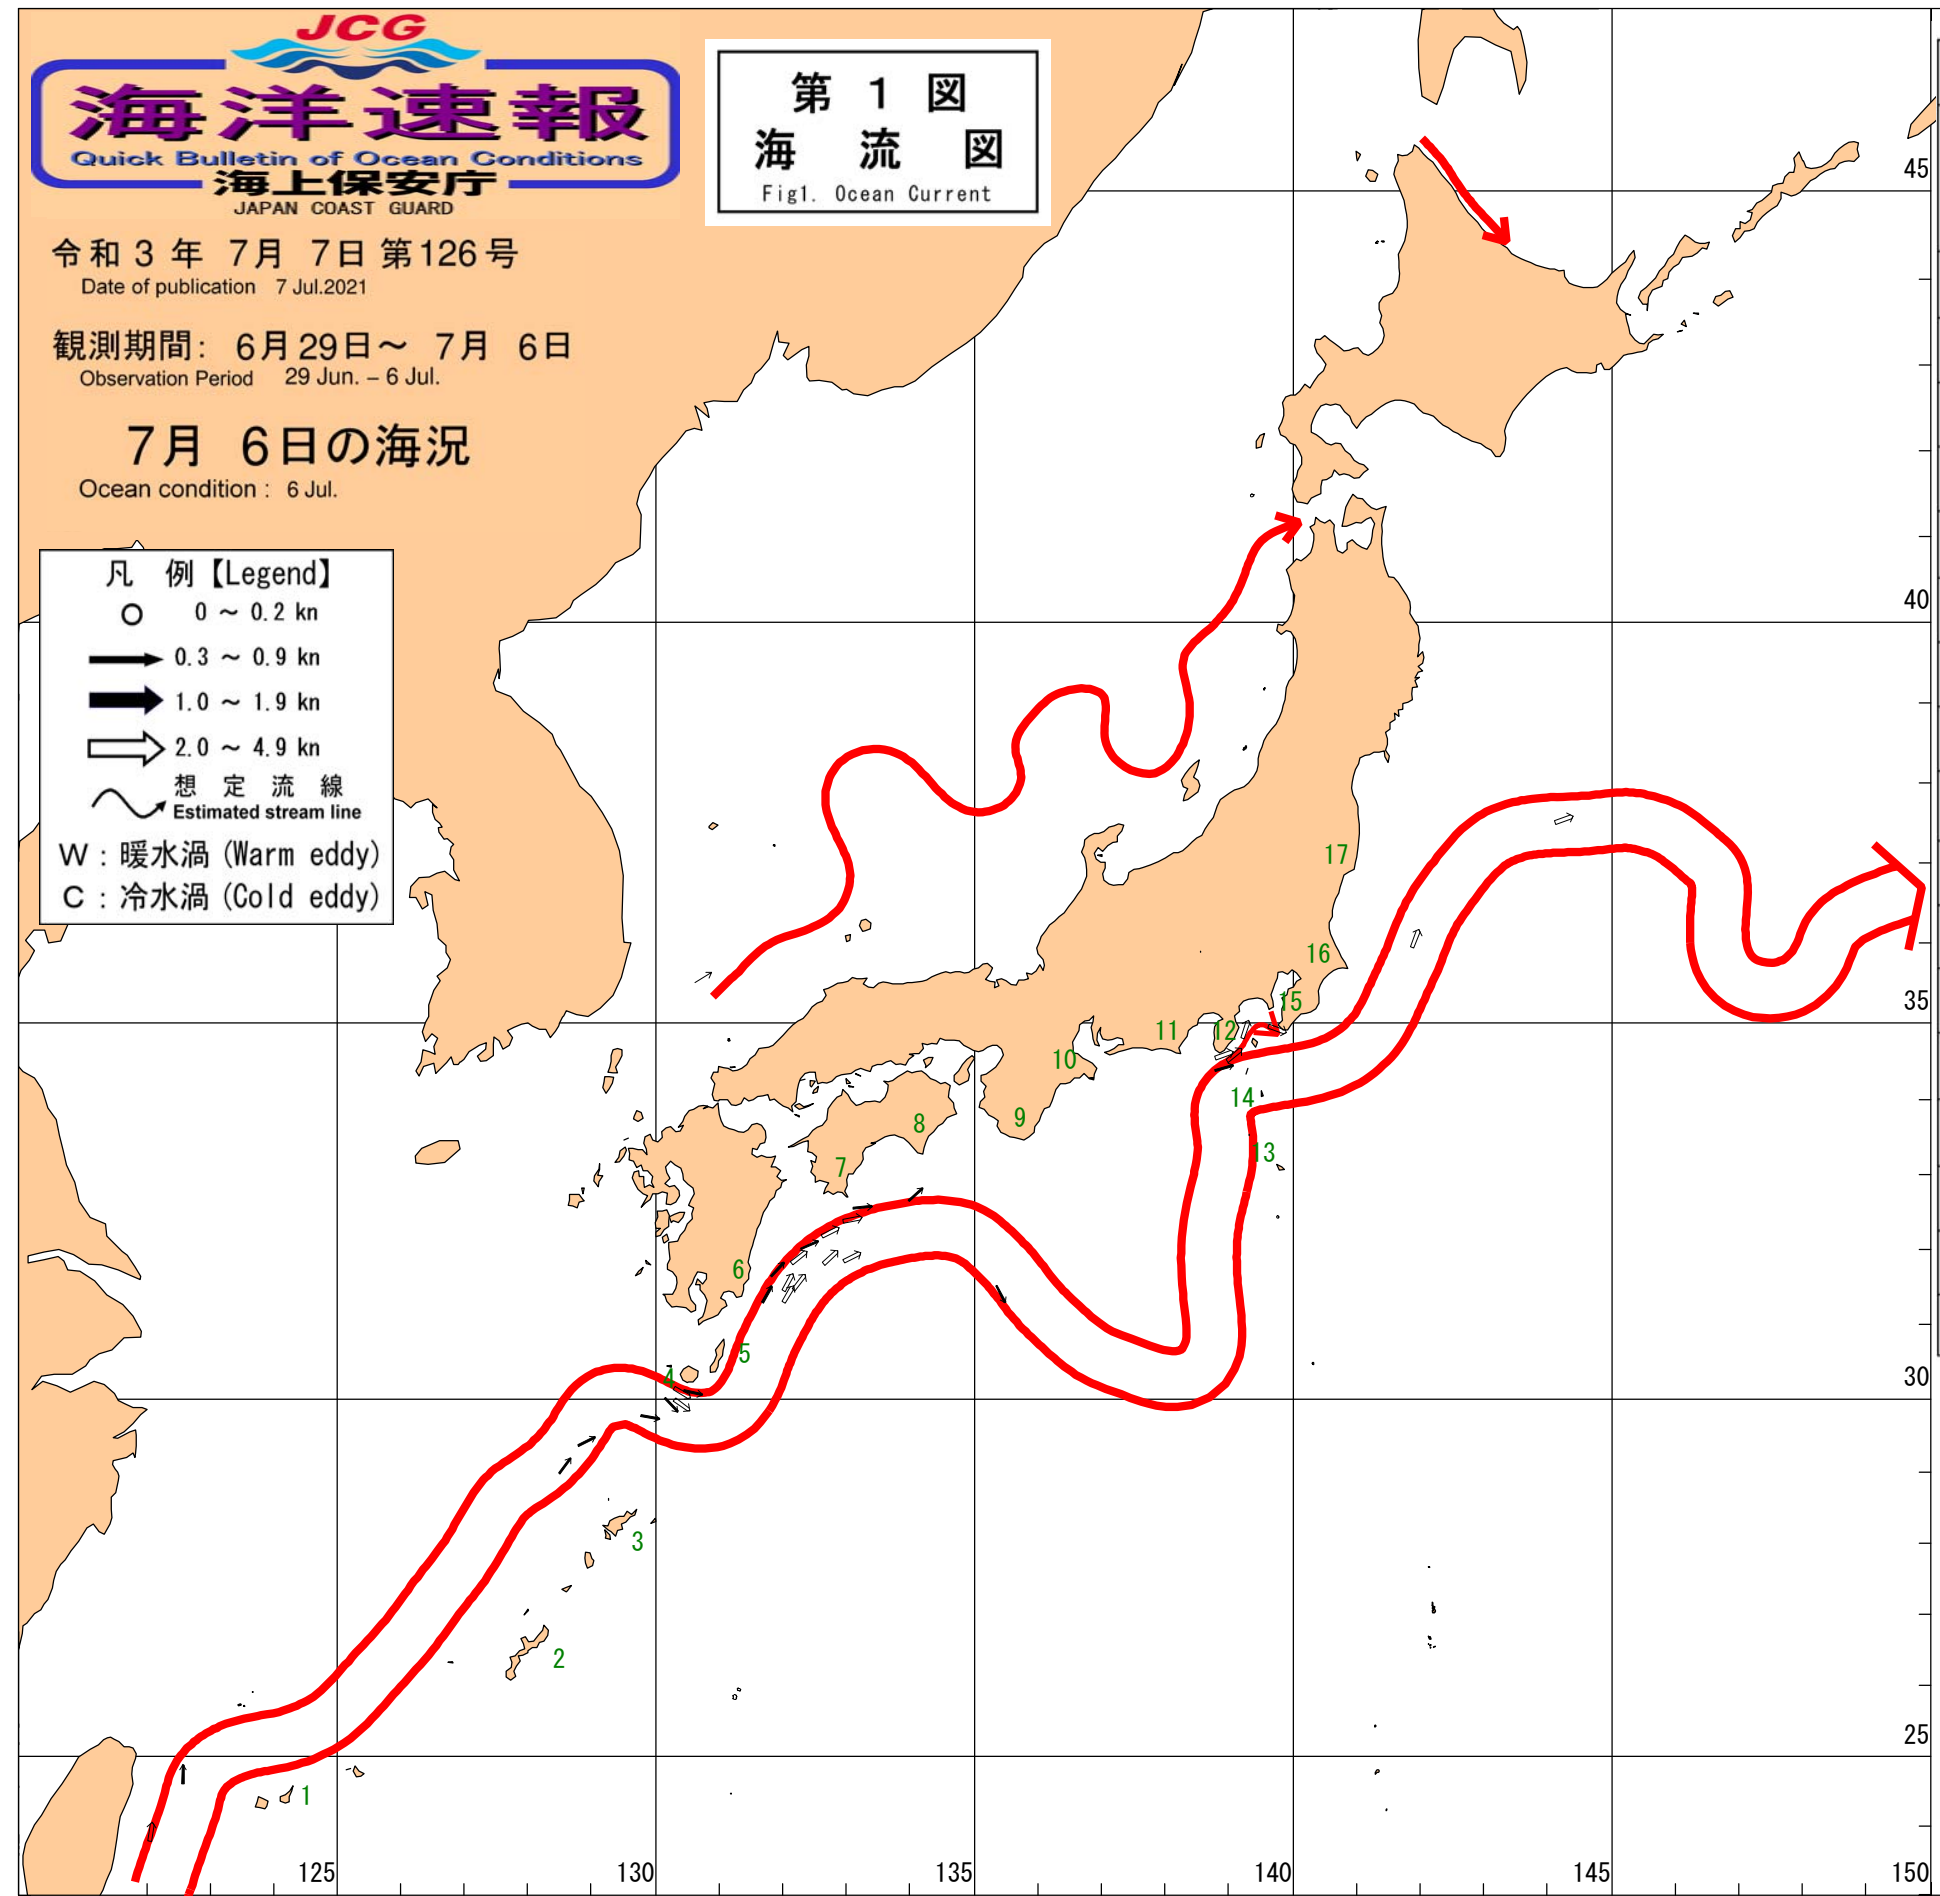 JCG
海洋速報
Quick Bulletin of Ocean Conditions
海上保安庁
JAPAN COAST GUARD
第 1 図
海 流 図
Fig1. Ocean Current
令和 3 年 7月 7日 第126号
Date of publication 7 Jul.2021
観測期間: 6月29日～ 7月 6日
Observation Period 29 Jun. – 6 Jul.
7月 6日の海況
Ocean condition : 6 Jul.
凡 例【Legend】
0 ～ 0.2 kn
0.3 ～ 0.9 kn
1.0 ～ 1.9 kn
2.0 ～ 4.9 kn
想 定 流 線
Estimated stream line
W : 暖水渦 (Warm eddy)
C : 冷水渦 (Cold eddy)
45
40
17
16
35
15
12
11
10
14
9
8
13
7
6
5
4
30
3
2
25
1
125
130
135
140
145
150